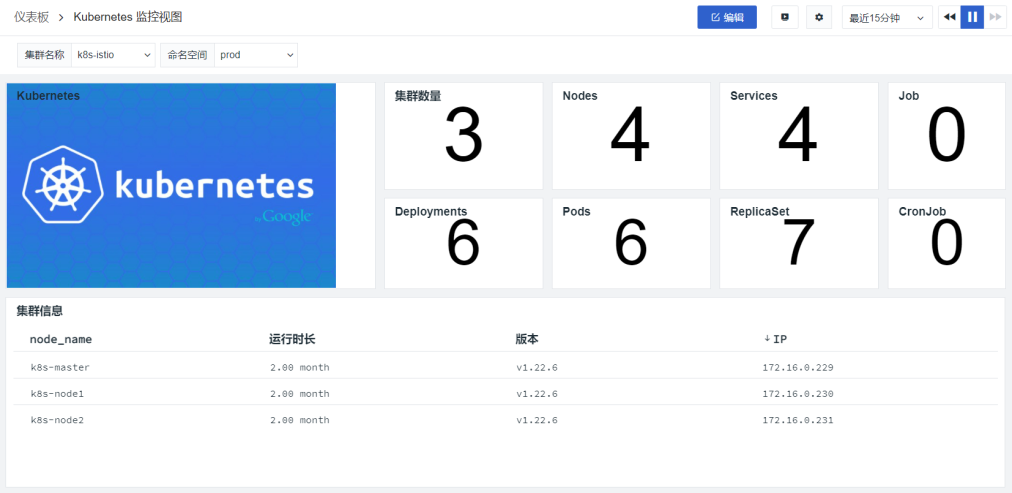 仪表板 > Kubernetes 监控视图 编辑 最近15分钟
集群名称 k8s-istio 命名空间 prod
Kubernetes
kubernetes
by Google
集群数量
3
Nodes
4
Services
4
Job
0
Deployments
6
Pods
6
ReplicaSet
7
CronJob
0
集群信息
node_name 运行时长 版本 ↓ IP
k8s-master 2.00 month v1.22.6 172.16.0.229
k8s-node1 2.00 month v1.22.6 172.16.0.230
k8s-node2 2.00 month v1.22.6 172.16.0.231